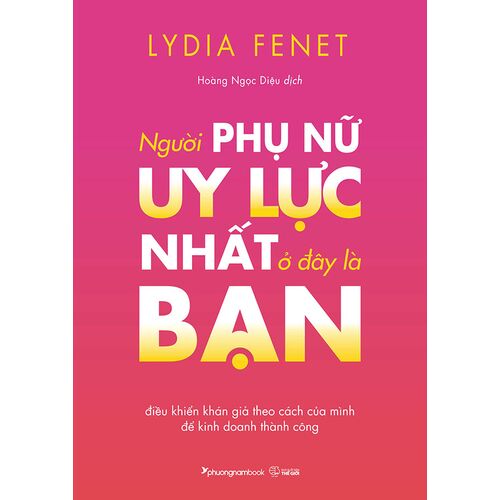 LYDIA FENET
Hoàng Ngọc Diệu dịch
Người PHỤ NỮ
UY LỰC
NHẤT ở đây là
BẠN
điều khiển khán giả theo cách của mình
để kinh doanh thành công
phuongnambook
THẾ GIỚI